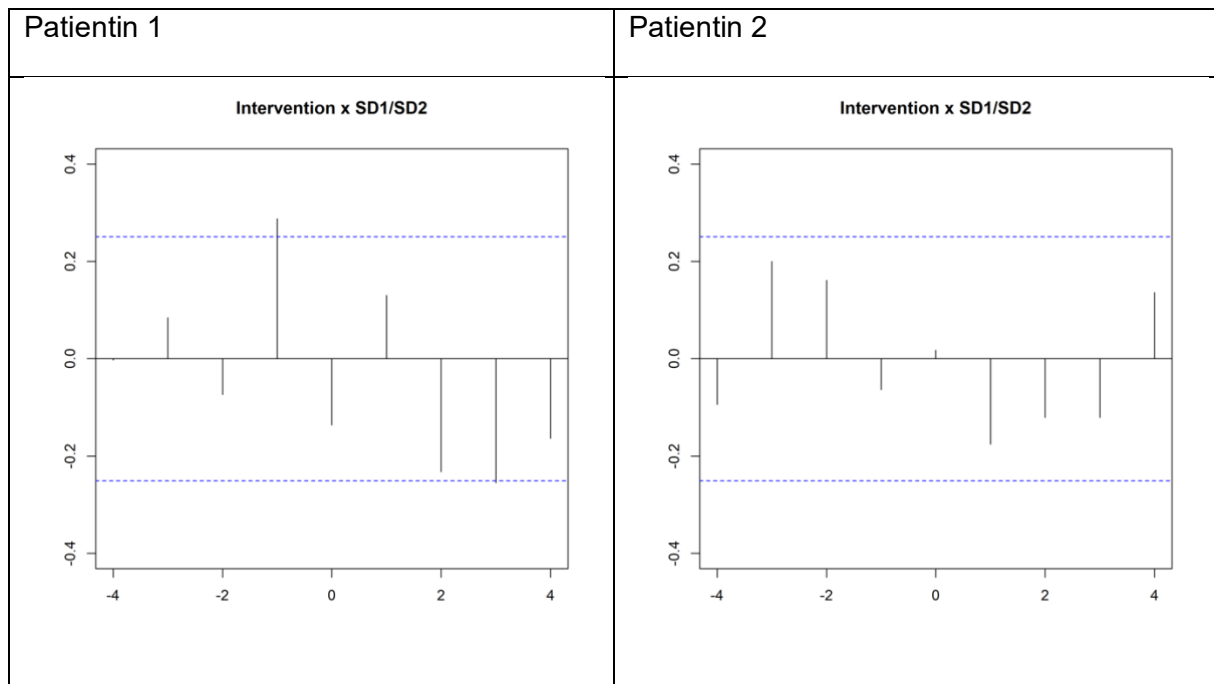 Patientin 1
Patientin 2
Intervention x SD1/SD2
0.4
0.2
0.0
-0.2
-0.4
-4 -2 0 2 4
Intervention x SD1/SD2
0.4
0.2
0.0
-0.2
-0.4
-4 -2 0 2 4